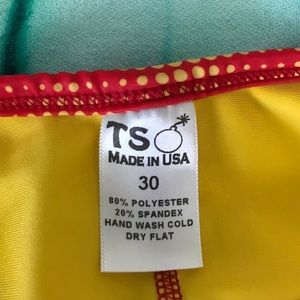 TS
MADE IN USA
30
80% POLYESTER
20% SPANDEX
HAND WASH COLD
DRY FLAT